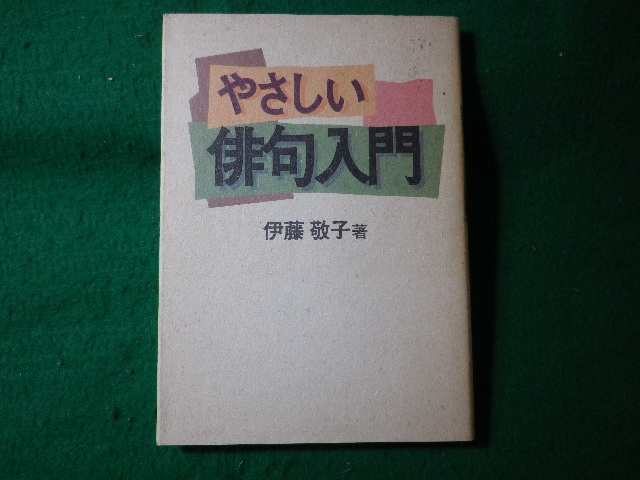 やさしい
俳句入門
伊藤 敬子 著